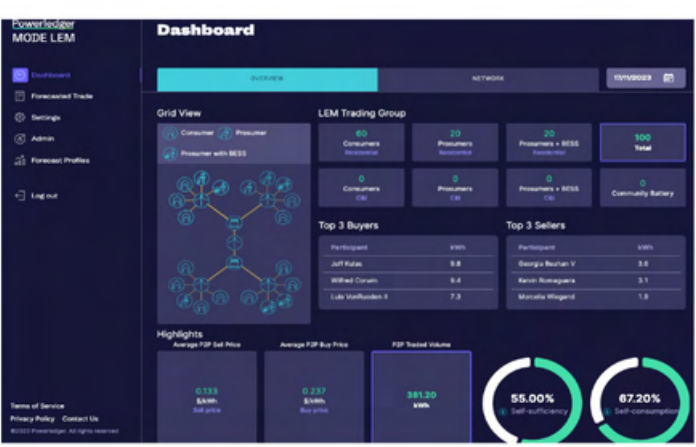 Powerledger
MODE LEM
Dashboard
Dashboard
Forecasted Trade
Settings
Admin
Forecast Profiles
Log out
Terms of Service
Privacy Policy Contact Us
©2023 Powerledger. All rights reserved
OVERVIEW
NETWORK
17/11/2023
Grid View
Consumer
Prosumer
Prosumer with BESS
LEM Trading Group
60
Consumers
Residential
20
Prosumers
Residential
20
Prosumers + BESS
Residential
100
Total
0
Consumers
C&I
0
Prosumers
C&I
0
Prosumers + BESS
C&I
0
Community Battery
Top 3 Buyers
Participant kWh
Jeff Kulas 9.8
Wilfred Corwin 9.4
Lula VonRueden II 7.3
Top 3 Sellers
Participant kWh
Georgia Bauhan V 3.6
Kelvin Romaguera 3.1
Marcella Wiegand 1.9
Highlights
Average P2P Sell Price
0.133
$/kWh
Sell price
Average P2P Buy Price
0.237
$/kWh
Buy price
P2P Traded Volume
381.20
kWh
55.00%
Self-sufficiency
67.20%
Self-consumption